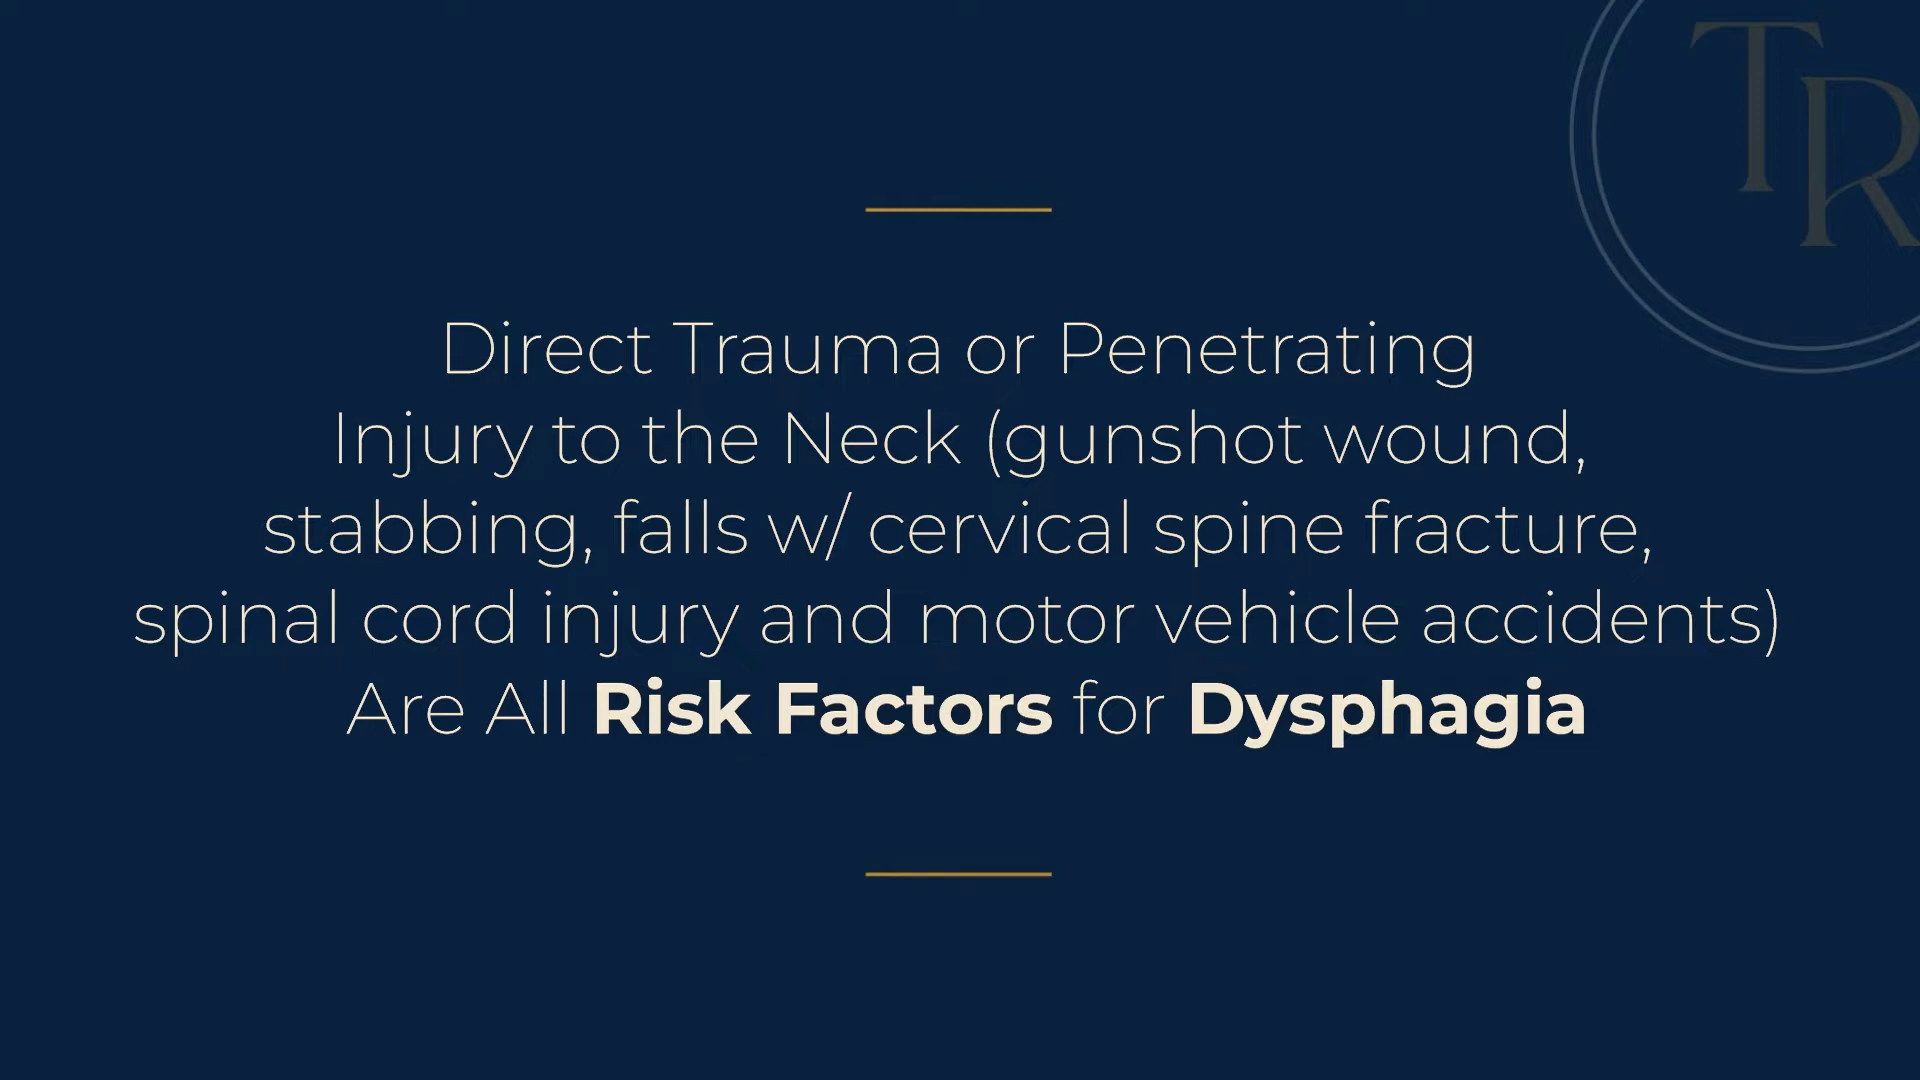 TR
Direct Trauma or Penetrating
Injury to the Neck (gunshot wound,
stabbing, falls w/ cervical spine fracture,
spinal cord injury and motor vehicle accidents)
Are All Risk Factors for Dysphagia